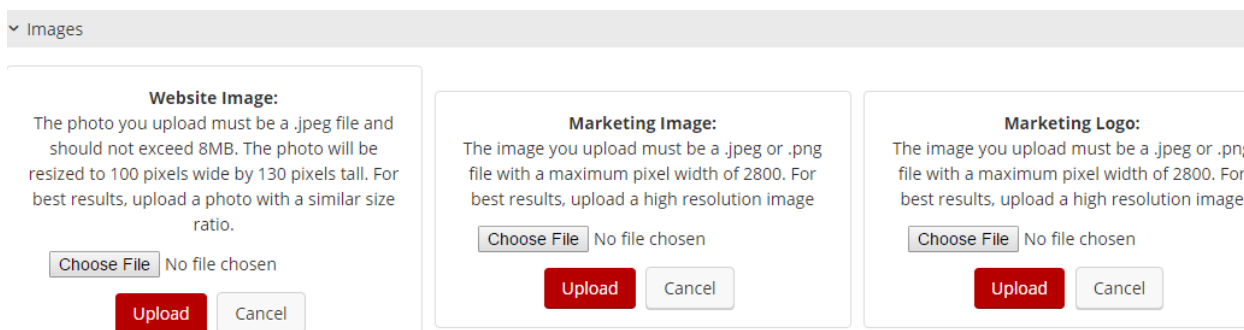 Images
Website Image:
The photo you upload must be a .jpeg file and
should not exceed 8MB. The photo will be
resized to 100 pixels wide by 130 pixels tall. For
best results, upload a photo with a similar size
ratio.
Choose File No file chosen
Upload Cancel
Marketing Image:
The image you upload must be a .jpeg or .png
file with a maximum pixel width of 2800. For
best results, upload a high resolution image
Choose File No file chosen
Upload Cancel
Marketing Logo:
The image you upload must be a .jpeg or .png
file with a maximum pixel width of 2800. For
best results, upload a high resolution image
Choose File No file chosen
Upload Cancel